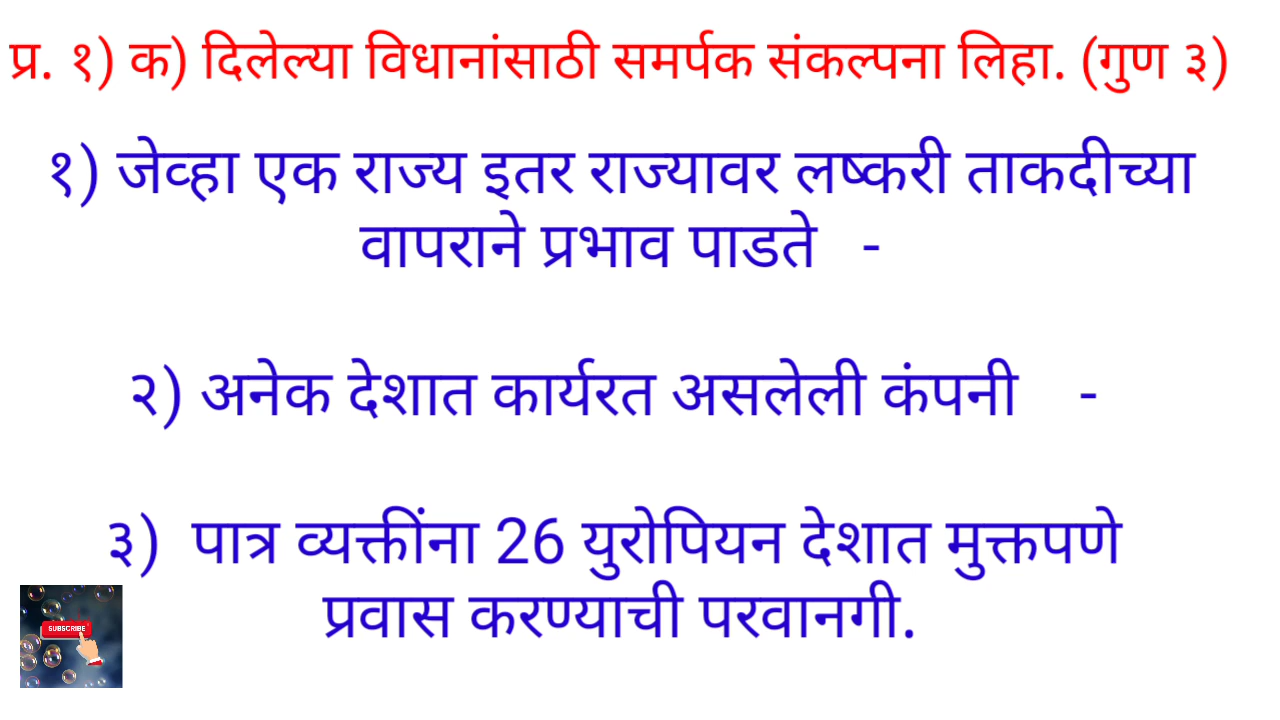 प्र. १) क) दिलेल्या विधानांसाठी समर्पक संकल्पना लिहा. (गुण ३)
१) जेव्हा एक राज्य इतर राज्यावर लष्करी ताकदीच्या
वापराने प्रभाव पाडते -
२) अनेक देशात कार्यरत असलेली कंपनी -
३) पात्र व्यक्तींना 26 युरोपियन देशात मुक्तपणे
प्रवास करण्याची परवानगी.
SUBSCRIBE